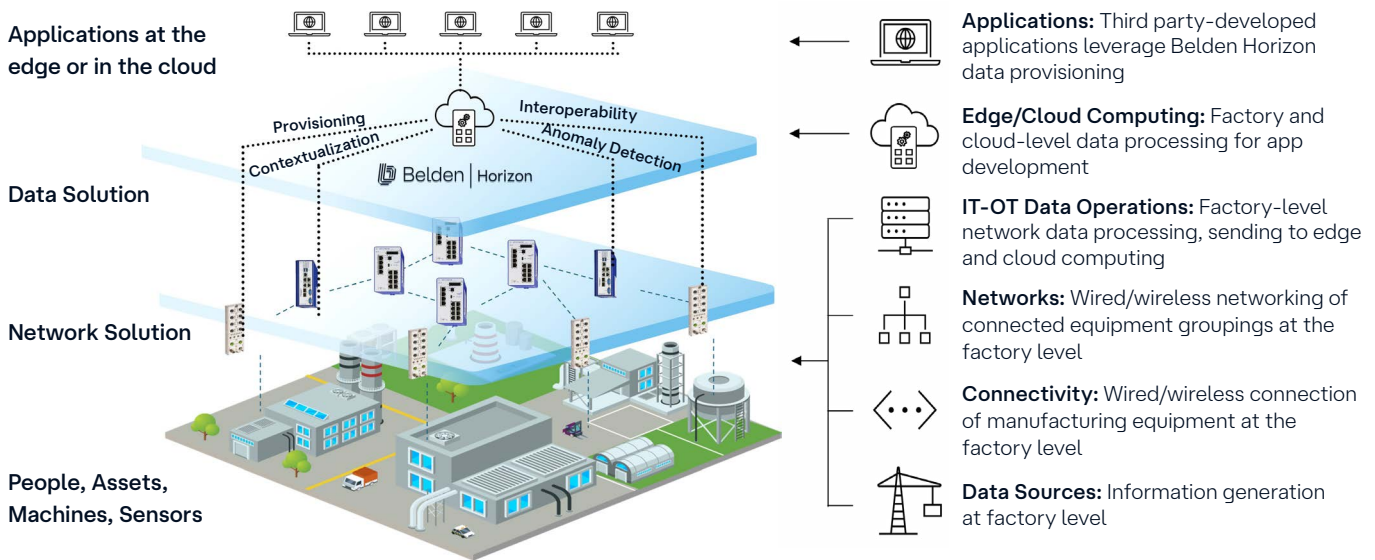 Applications at the
edge or in the cloud
Provisioning
Contextualization
Interoperability
Anomaly Detection
Belden | Horizon
Data Solution
Network Solution
People, Assets,
Machines, Sensors
Applications: Third party-developed
applications leverage Belden Horizon
data provisioning
Edge/Cloud Computing: Factory and
cloud-level data processing for app
development
IT-OT Data Operations: Factory-level
network data processing, sending to edge
and cloud computing
Networks: Wired/wireless networking of
connected equipment groupings at the
factory level
Connectivity: Wired/wireless connection
of manufacturing equipment at the
factory level
Data Sources: Information generation
at factory level